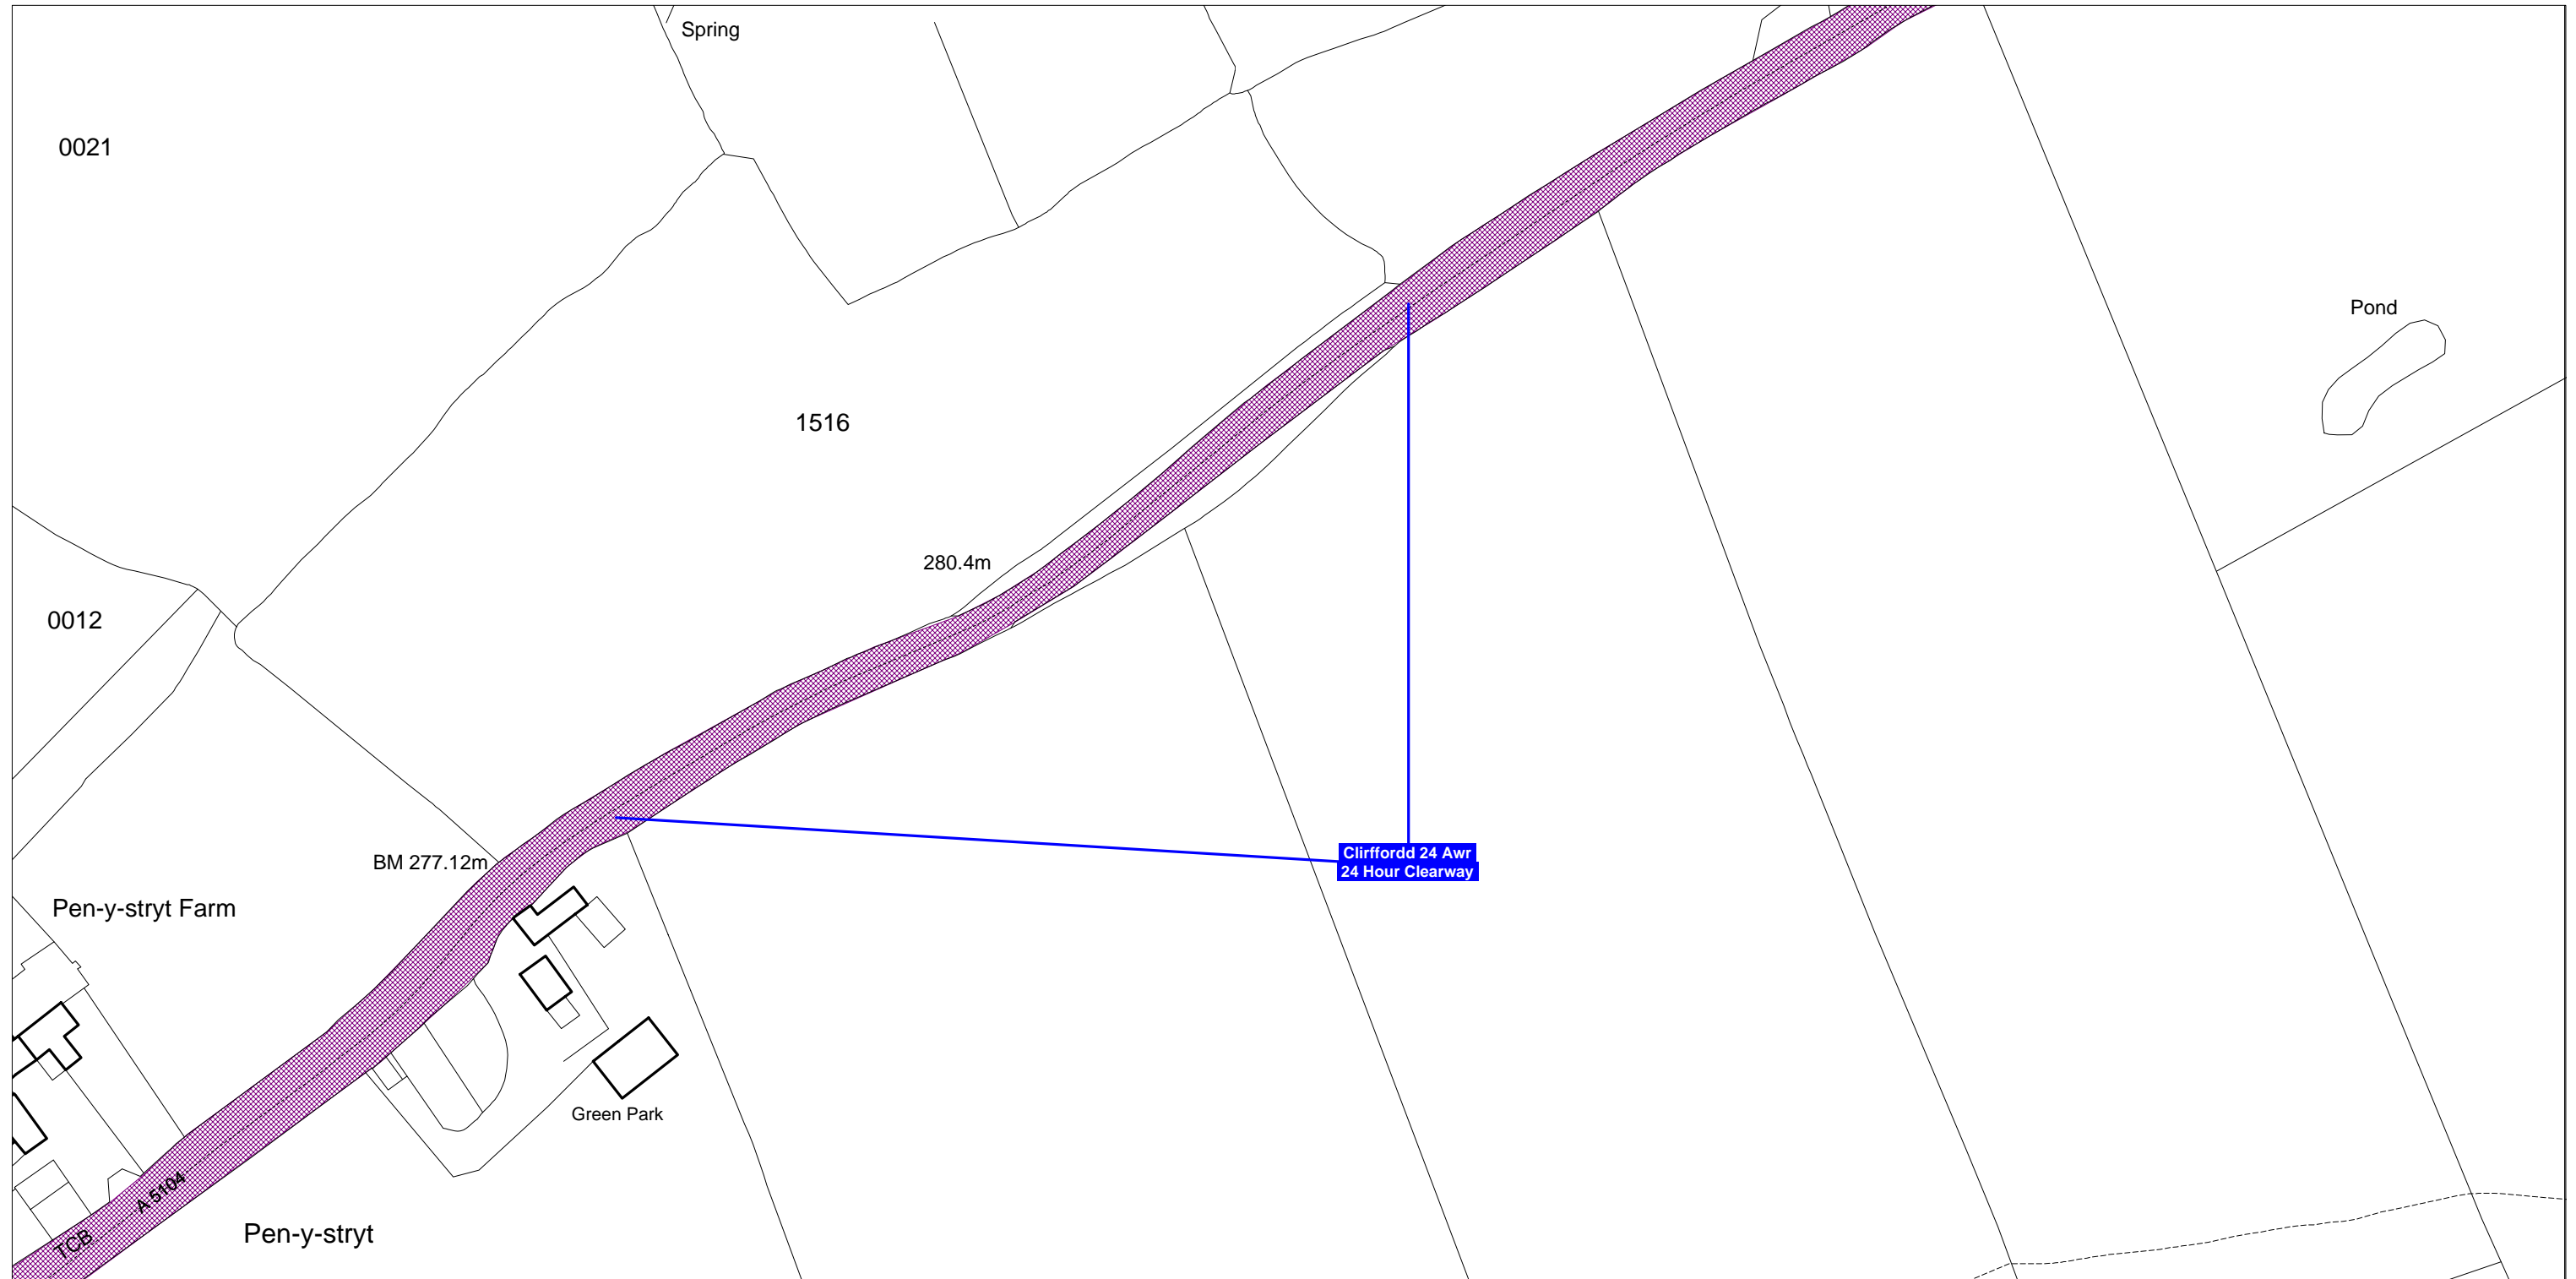 Spring
0021
Pond
1516
280.4m
0012
Clirffordd 24 Awr
24 Hour Clearway
BM 277.12m
Pen-y-stryt Farm
Green Park
A 5104
Pen-y-stryt
TCB